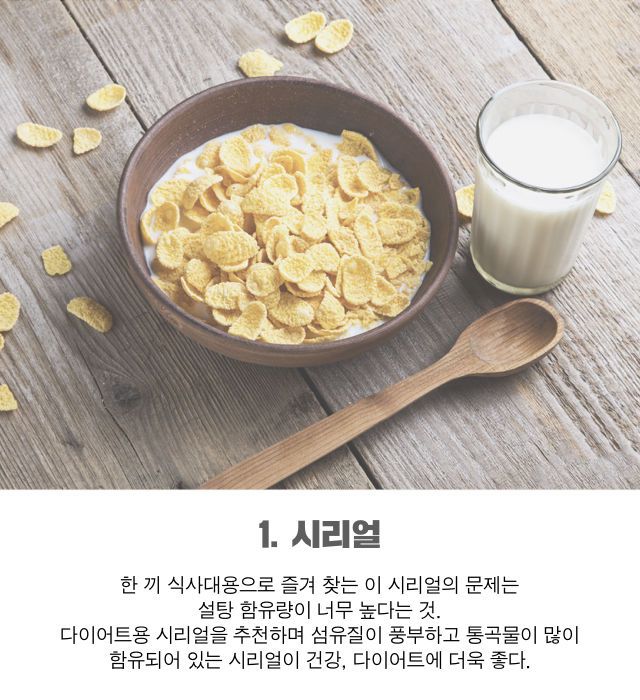 1. 시리얼
한 끼 식사대용으로 즐겨 찾는 이 시리얼의 문제는
설탕 함유량이 너무 높다는 것.
다이어트용 시리얼을 추천하며 섬유질이 풍부하고 통곡물이 많이
함유되어 있는 시리얼이 건강, 다이어트에 더욱 좋다.